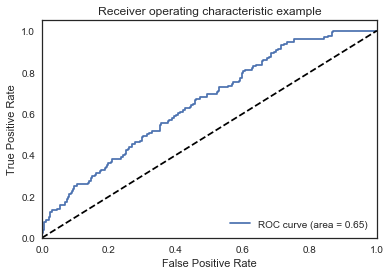 Receiver operating characteristic example
True Positive Rate
1.0
0.8
0.6
0.4
0.2
0.0
ROC curve (area = 0.65)
0.0 0.2 0.4 0.6 0.8 1.0
False Positive Rate